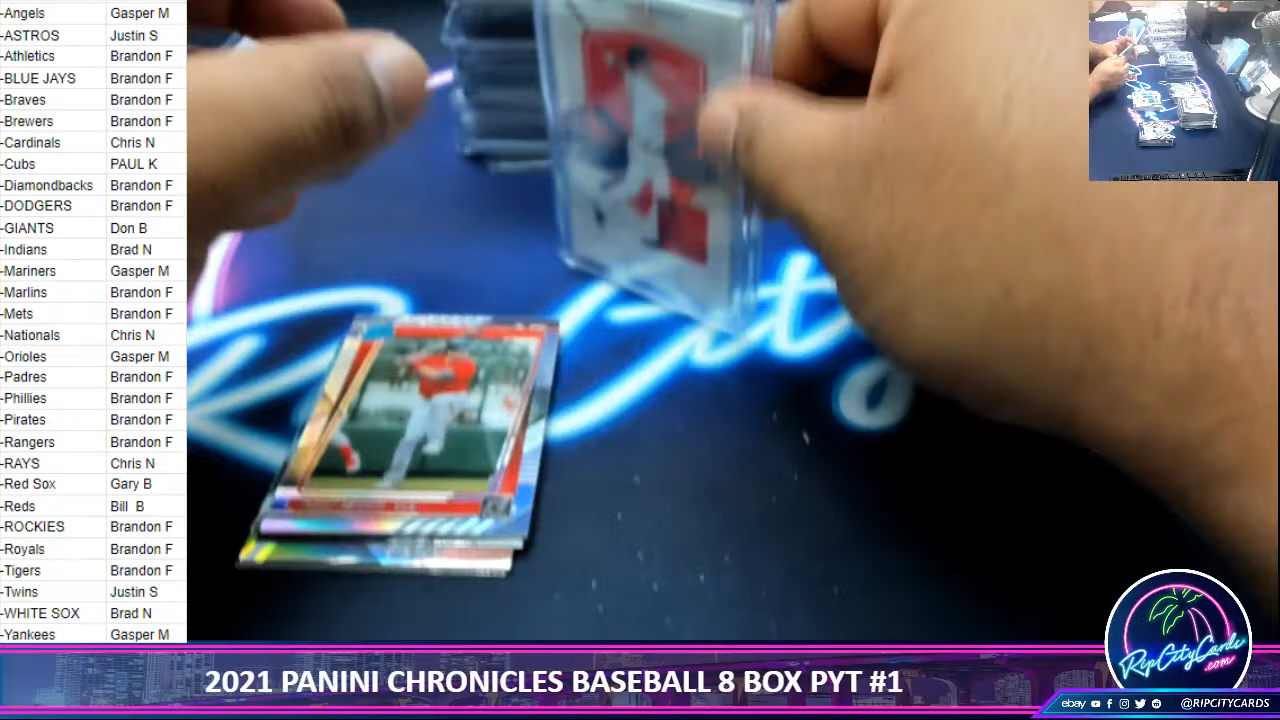 -Angels Gasper M
-ASTROS Justin S
-Athletics Brandon F
-BLUE JAYS Brandon F
-Braves Brandon F
-Brewers Brandon F
-Cardinals Chris N
-Cubs PAUL K
-Diamondbacks Brandon F
-DODGERS Brandon F
-GIANTS Don B
-Indians Brad N
-Mariners Gasper M
-Marlins Brandon F
-Mets Brandon F
-Nationals Chris N
-Orioles Gasper M
-Padres Brandon F
-Phillies Brandon F
-Pirates Brandon F
-Rangers Brandon F
-RAYS Chris N
-Red Sox Gary B
-Reds Bill B
-ROCKIES Brandon F
-Royals Brandon F
-Tigers Brandon F
-Twins Justin S
-WHITE SOX Brad N
-Yankees Gasper M
City
RipCityCards
.com
2021 PANINI CHRONICLES BASEBALL 8 BOX PYT #1
ebay @RIPCITYCARDS